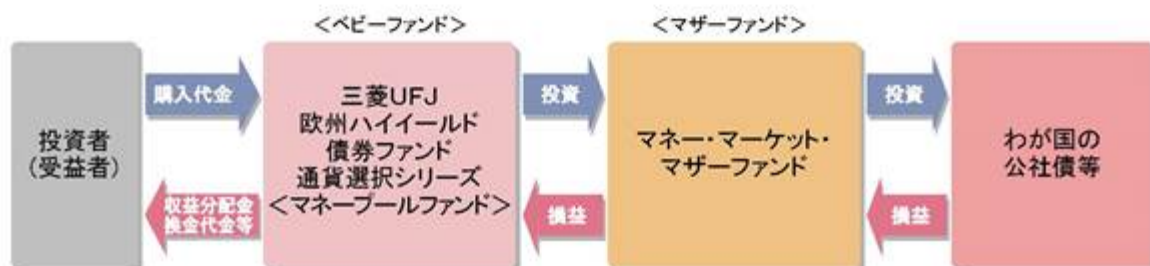 <ベビーファンド>
<マザーファンド>
投資者
(受益者)
購入代金
収益分配金
換金代金等
三菱UFJ
欧州ハイイールド
債券ファンド
通貨選択シリーズ
<マネープールファンド>
投資
損益
マネー・マーケット・
マザーファンド
投資
損益
わが国の
公社債等